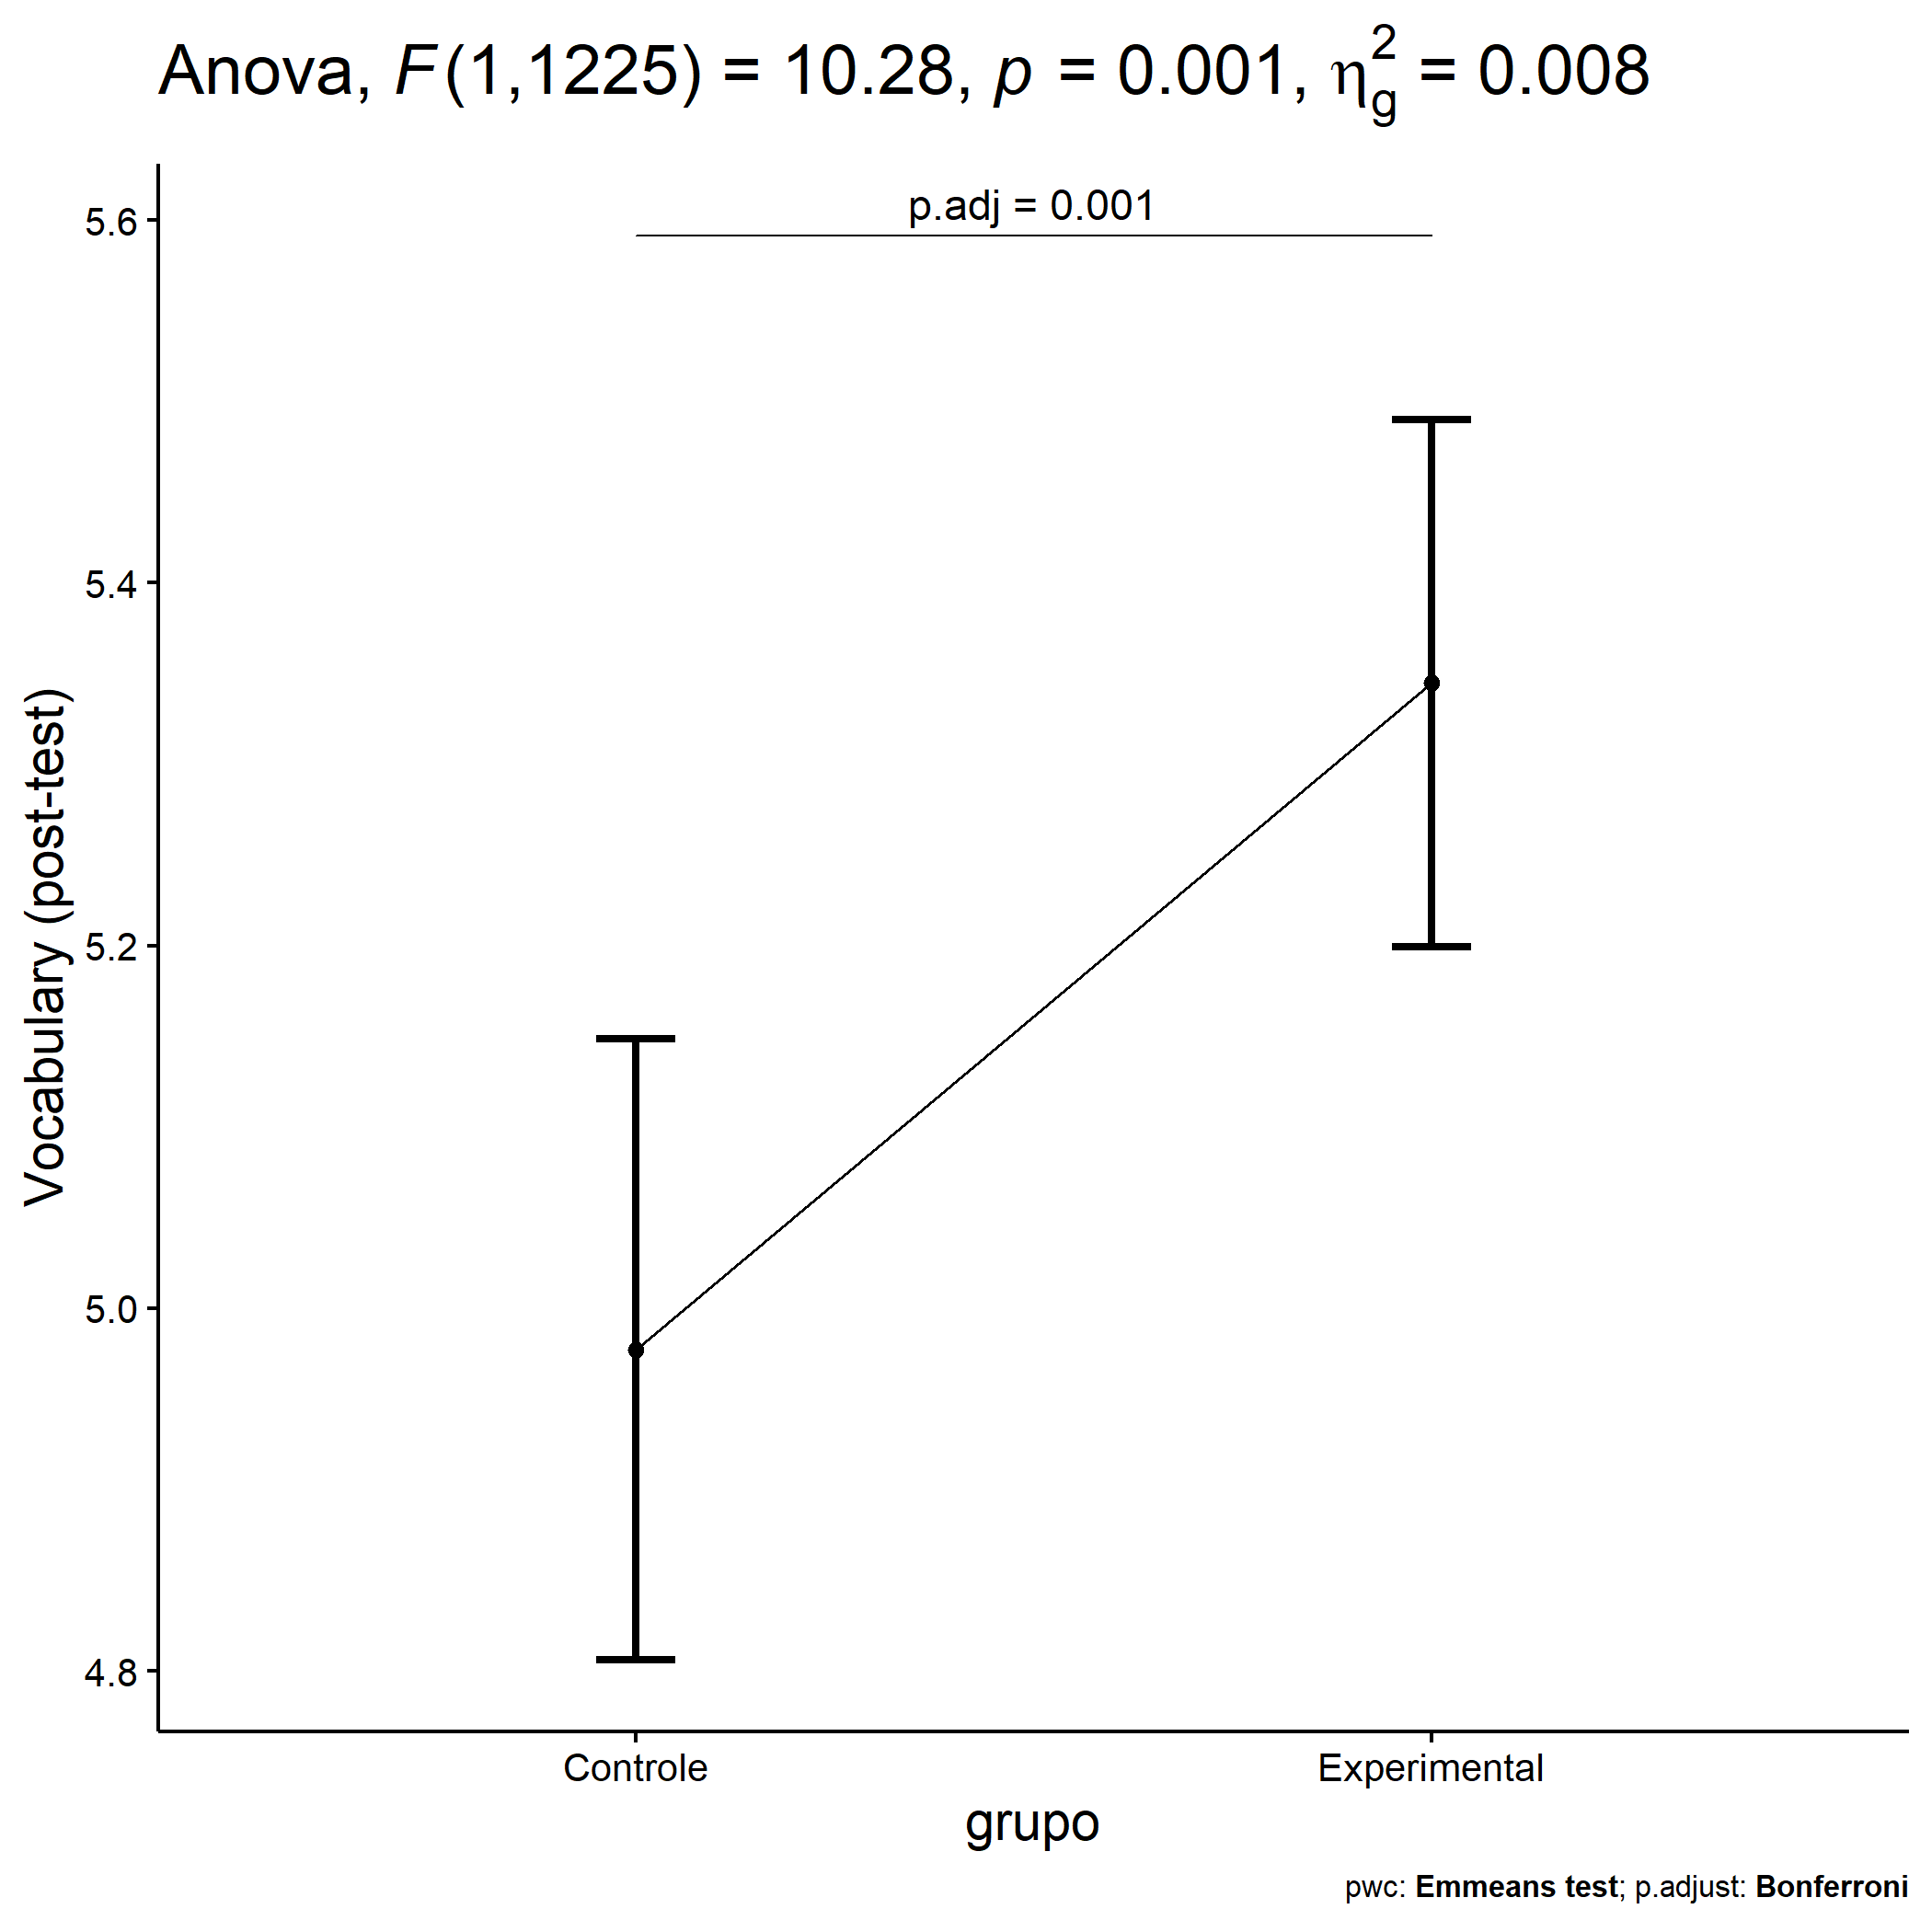 Anova, F(1,1225) = 10.28, p = 0.001, η²g = 0.008
p.adj = 0.001
5.6
5.4
5.2
5.0
4.8
Vocabulary (post-test)
Controle
Experimental
grupo
pwc: Emmeans test; p.adjust: Bonferroni